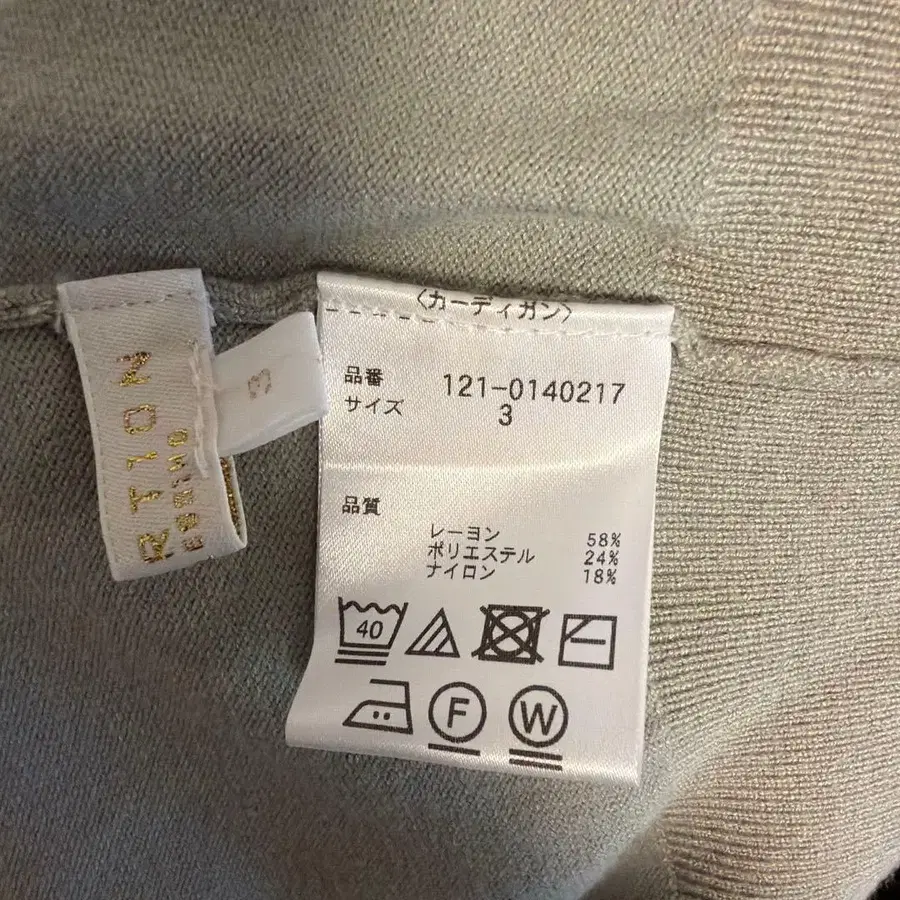 〈カーディガン〉
品番 121-0140217
サイズ 3
品質
レーヨン 58%
ポリエステル 24%
ナイロン 18%
40
F
W
3